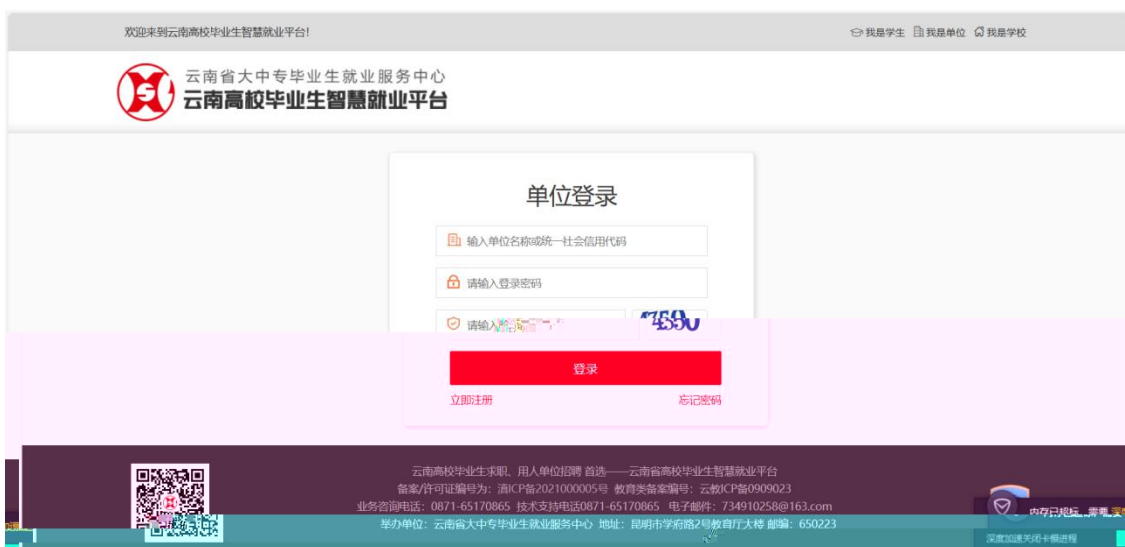 欢迎来到云南高校毕业生智慧就业平台!
我是学生 我是单位 我是学校
云南省大中专毕业生就业服务中心
云南高校毕业生智慧就业平台
单位登录
输入单位名称或统一社会信用代码
请输入登录密码
请输入
登录
立即注册 忘记密码
云南高校毕业生求职、用人单位招聘 首选——云南省高校毕业生智慧就业平台
备案/许可证编号为：滇ICP备2021000005号 教育类备案编号：云教ICP备0909023
业务咨询电话：0871-65170865 技术支持电话0871-65170865 电子邮件：734910258@163.com
举办单位：云南省大中专毕业生就业服务中心 地址：昆明市学府路2号教育厅大楼 邮编：650223
内存已超标，需要
深度加速关闭卡慢进程